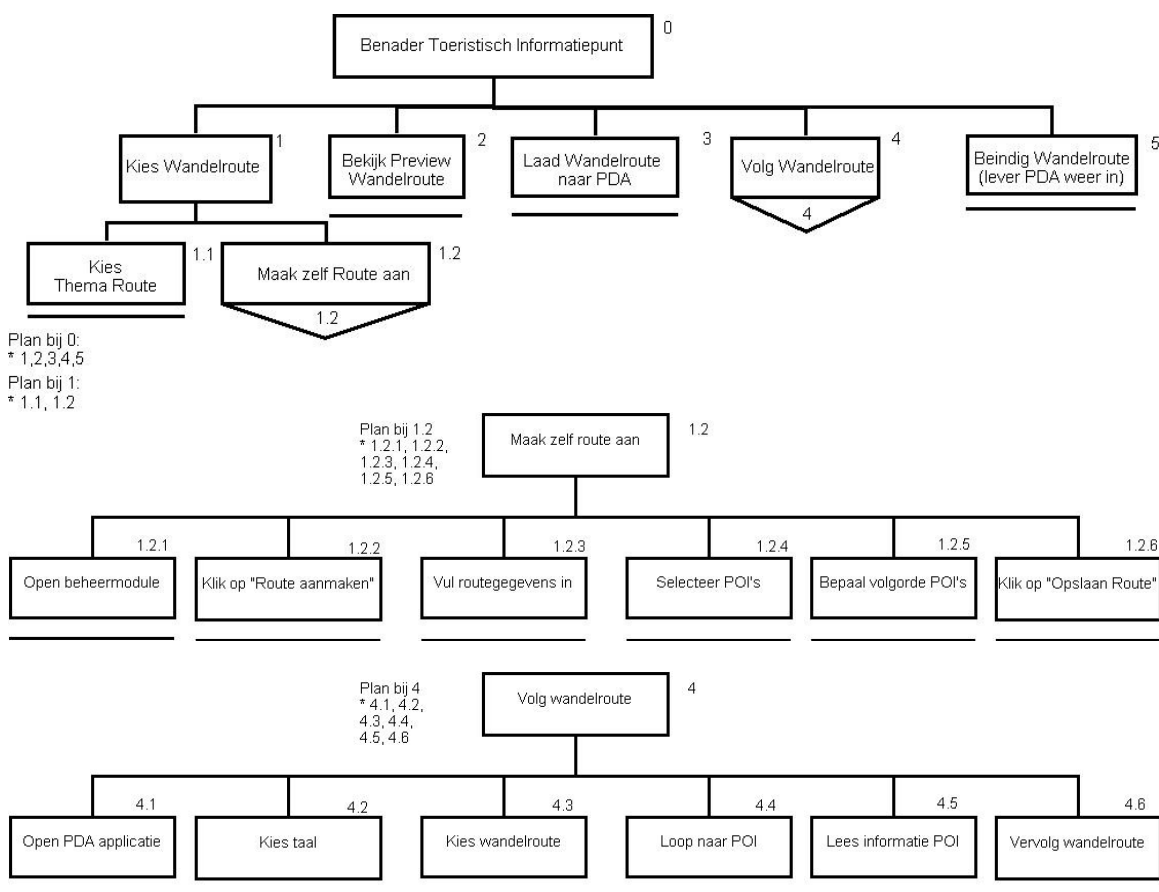 Benader Toeristisch Informatiepunt
0
Kies Wandelroute
1
Bekijk Preview
Wandelroute
2
Laad Wandelroute
naar PDA
3
Volg Wandelroute
4
4
Beindig Wandelroute
(lever PDA weer in)
5
Kies
Thema Route
1.1
Maak zelf Route aan
1.2
1.2
Plan bij 0:
* 1,2,3,4,5
Plan bij 1:
* 1.1, 1.2
Plan bij 1.2
* 1.2.1, 1.2.2,
1.2.3, 1.2.4,
1.2.5, 1.2.6
Maak zelf route aan
1.2
1.2.1
Open beheermodule
1.2.2
Klik op "Route aanmaken"
1.2.3
Vul routegegevens in
1.2.4
Selecteer POI's
1.2.5
Bepaal volgorde POI's
1.2.6
Klik op "Opslaan Route"
Plan bij 4
* 4.1, 4.2,
4.3, 4.4,
4.5, 4.6
Volg wandelroute
4
4.1
Open PDA applicatie
4.2
Kies taal
4.3
Kies wandelroute
4.4
Loop naar POI
4.5
Lees informatie POI
4.6
Vervolg wandelroute